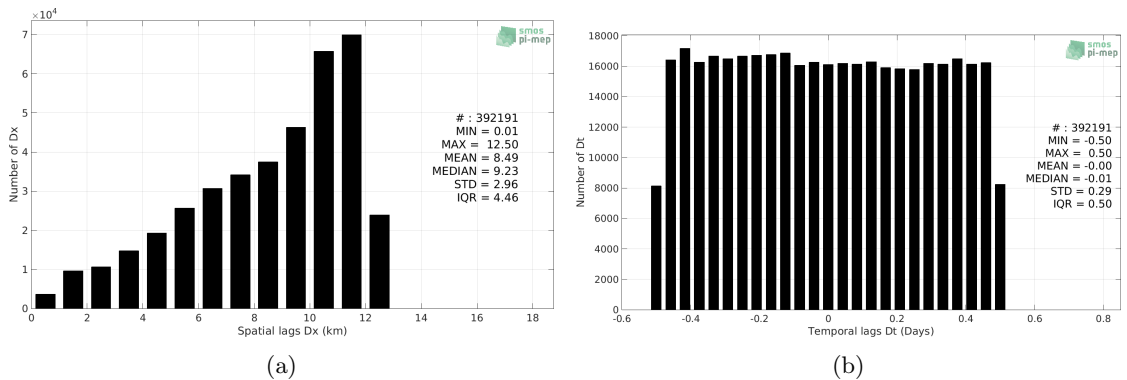 ×10⁴
7
6
5
4
3
2
1
0
Number of Dx
0 2 4 6 8 10 12 14 16 18
Spatial lags Dx (km)
smos
pi-mep
# : 392191
MIN = 0.01
MAX = 12.50
MEAN = 8.49
MEDIAN = 9.23
STD = 2.96
IQR = 4.46
(a)
18000
16000
14000
12000
10000
8000
6000
4000
2000
0
Number of Dt
-0.6 -0.4 -0.2 0 0.2 0.4 0.6 0.8
Temporal lags Dt (Days)
smos
pi-mep
# : 392191
MIN = -0.50
MAX = 0.50
MEAN = -0.00
MEDIAN = -0.01
STD = 0.29
IQR = 0.50
(b)